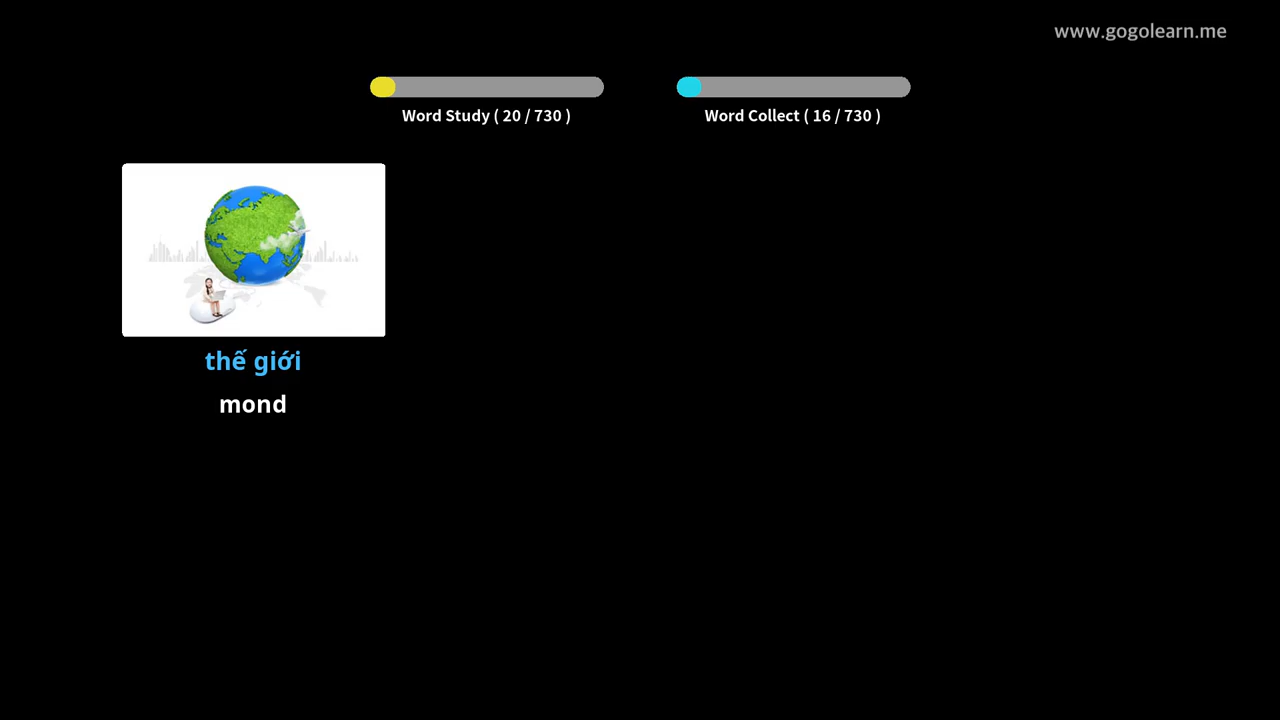 www.gogolearn.me
Word Study ( 20 / 730 )
Word Collect ( 16 / 730 )
thế giới
mond